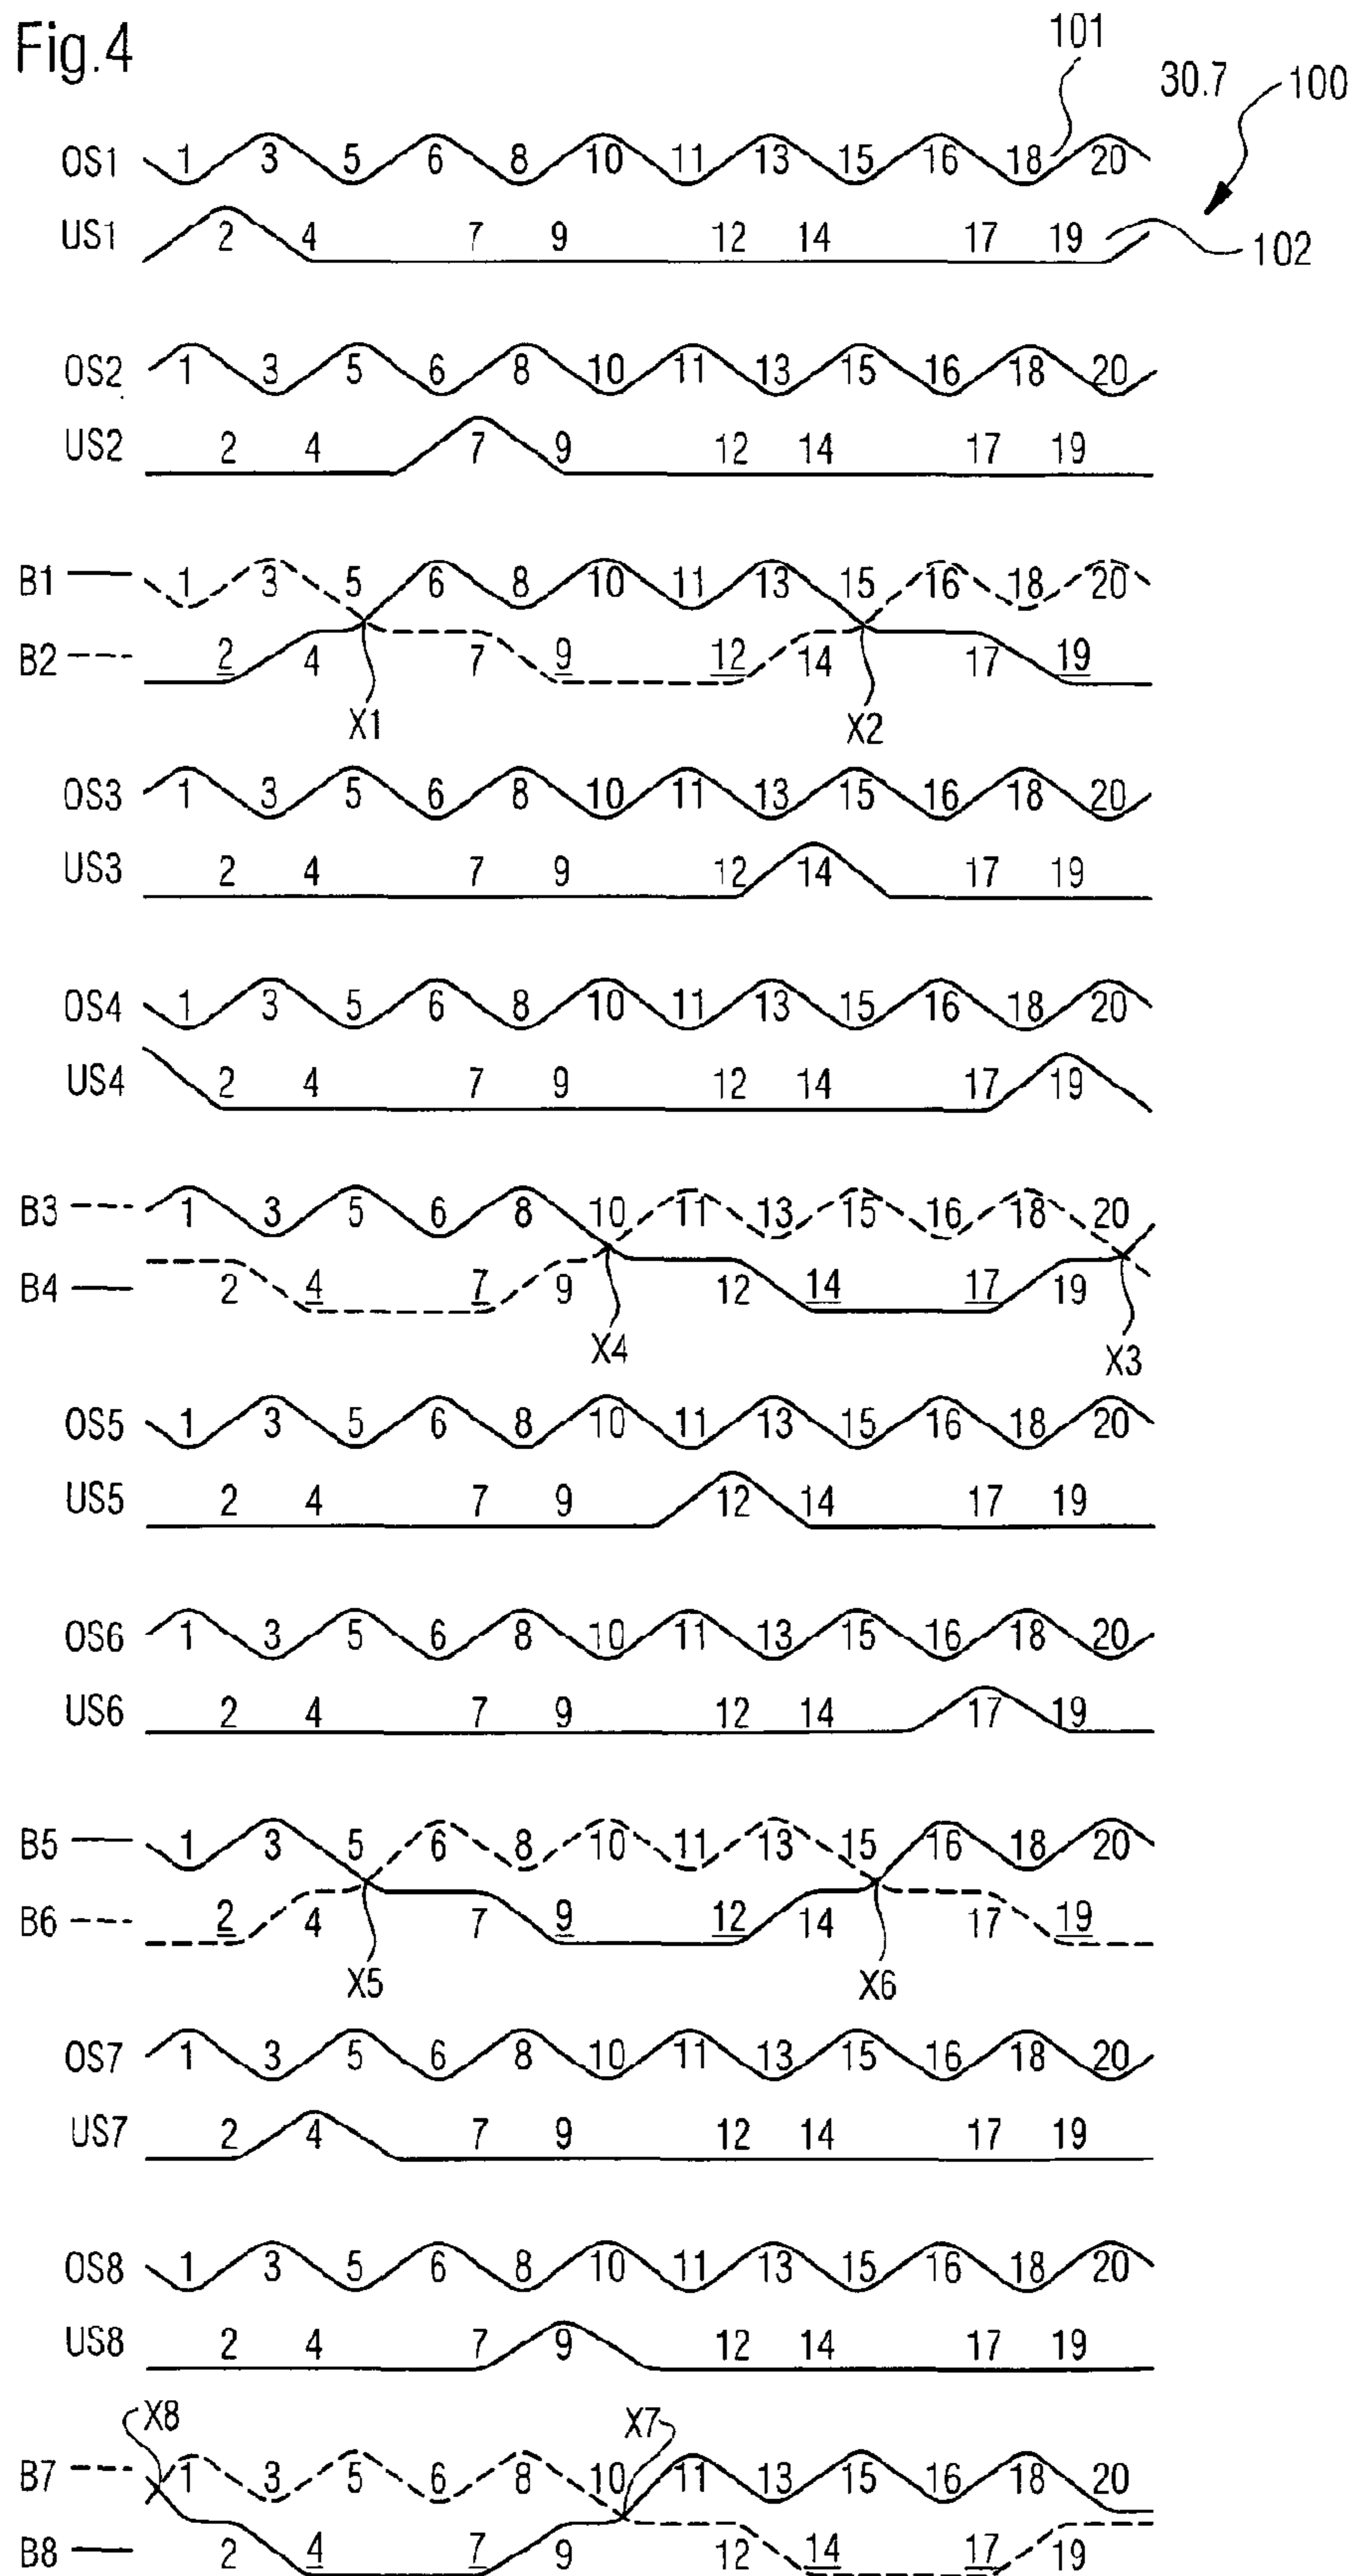 Fig.4
101
30.7
100
OS1 1 3 5 6 8 10 11 13 15 16 18 20
US1 2 4 7 9 12 14 17 19
102
OS2 1 3 5 6 8 10 11 13 15 16 18 20
US2 2 4 7 9 12 14 17 19
B1 1 3 5 6 8 10 11 13 15 16 18 20
B2 2 4 7 9 12 14 17 19
X1 X2
OS3 1 3 5 6 8 10 11 13 15 16 18 20
US3 2 4 7 9 12 14 17 19
OS4 1 3 5 6 8 10 11 13 15 16 18 20
US4 2 4 7 9 12 14 17 19
B3 1 3 5 6 8 10 11 13 15 16 18 20
B4 2 4 7 9 12 14 17 19
X4 X3
OS5 1 3 5 6 8 10 11 13 15 16 18 20
US5 2 4 7 9 12 14 17 19
OS6 1 3 5 6 8 10 11 13 15 16 18 20
US6 2 4 7 9 12 14 17 19
B5 1 3 5 6 8 10 11 13 15 16 18 20
B6 2 4 7 9 12 14 17 19
X5 X6
OS7 1 3 5 6 8 10 11 13 15 16 18 20
US7 2 4 7 9 12 14 17 19
OS8 1 3 5 6 8 10 11 13 15 16 18 20
US8 2 4 7 9 12 14 17 19
X8 X7
B7 1 3 5 6 8 10 11 13 15 16 18 20
B8 2 4 7 9 12 14 17 19